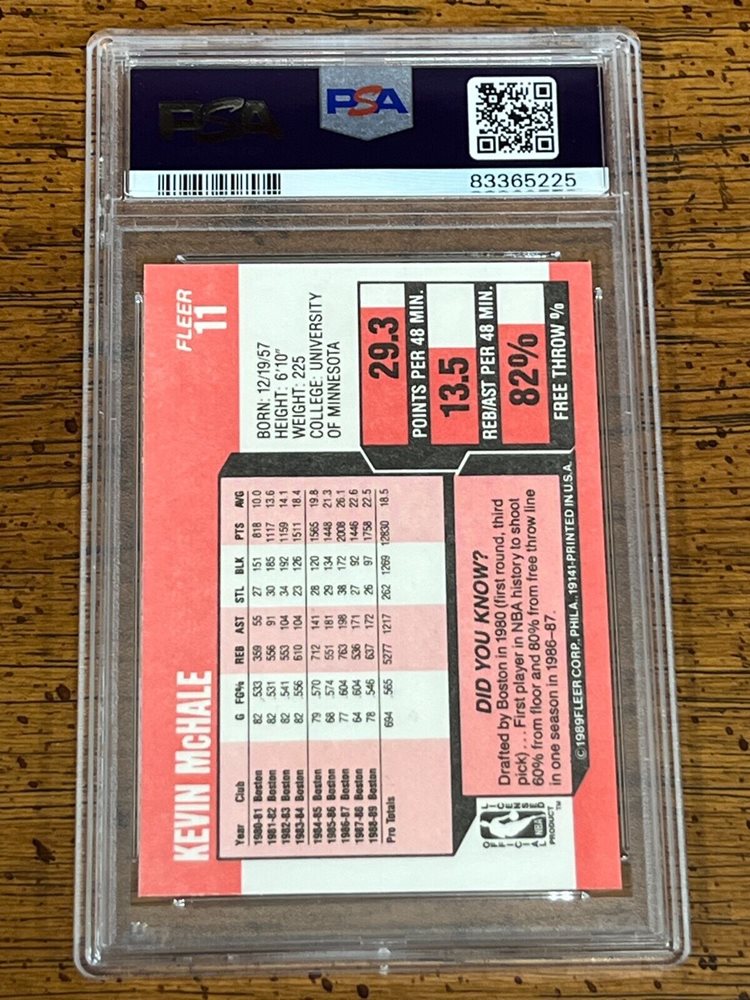 PSA
PSA
83365225
FLEER
11
KEVIN McHALE
BORN: 12/19/57
HEIGHT: 6'10"
WEIGHT: 225
COLLEGE: UNIVERSITY
OF MINNESOTA
Year Club G FG% REB AST STL BLK PTS AVG
1980-81 Boston 82 .533 359 55 27 151 818 10.0
1981-82 Boston 82 .531 556 91 30 185 1117 13.6
1982-83 Boston 82 .541 553 104 34 192 1159 14.1
1983-84 Boston 82 .556 610 104 23 126 1511 18.4
1984-85 Boston 79 .570 712 141 28 120 1565 19.8
1985-86 Boston 68 .574 551 181 29 134 1448 21.3
1986-87 Boston 77 .604 763 198 38 172 2008 26.1
1987-88 Boston 64 .604 536 171 27 92 1446 22.6
1988-89 Boston 78 .546 637 172 26 97 1758 22.5
Pro Totals 694 .565 5277 1217 262 1269 12830 18.5
29.3
POINTS PER 48 MIN.
13.5
REB/AST PER 48 MIN.
82%
FREE THROW %
DID YOU KNOW?
Drafted by Boston in 1980 (first round, third
pick) . . . First player in NBA history to shoot
60% from floor and 80% from free throw line
in one season in 1986-87.
OFFICIAL LICENSED
NBA
PRODUCT™
©1989 FLEER CORP., PHILA. 19141-PRINTED IN U.S.A.